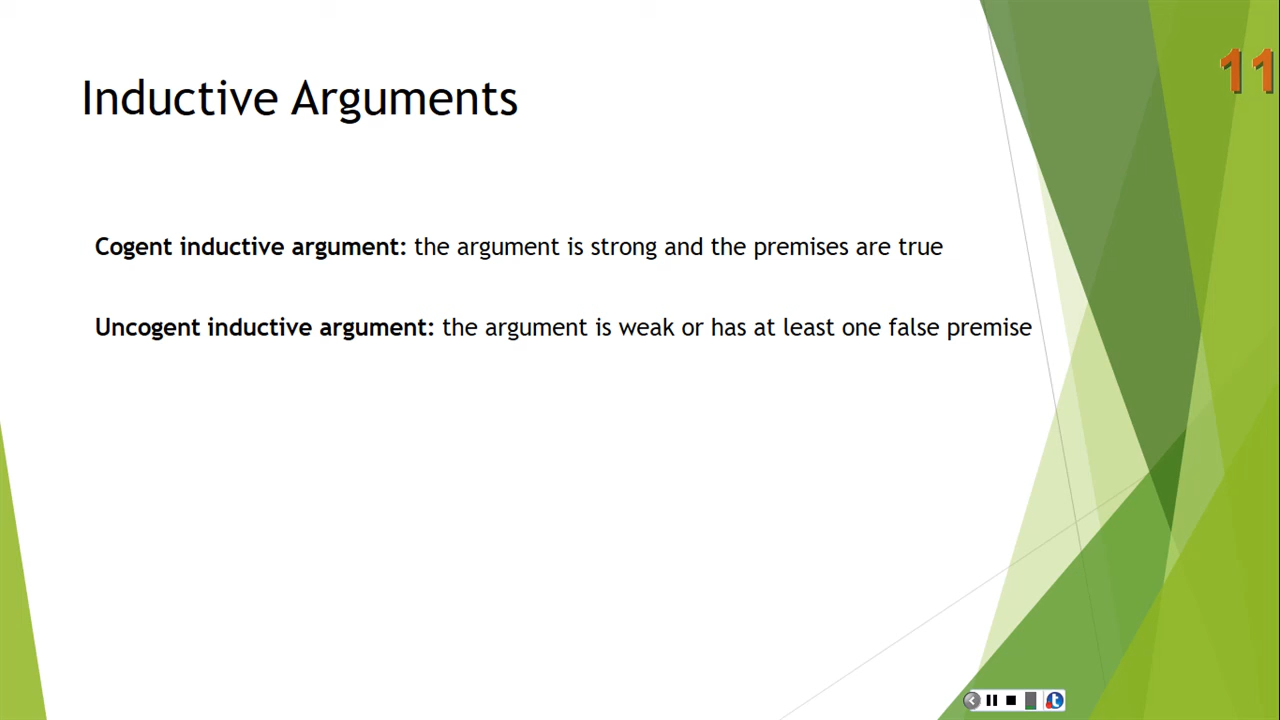 Inductive Arguments
11
Cogent inductive argument: the argument is strong and the premises are true
Uncogent inductive argument: the argument is weak or has at least one false premise
t